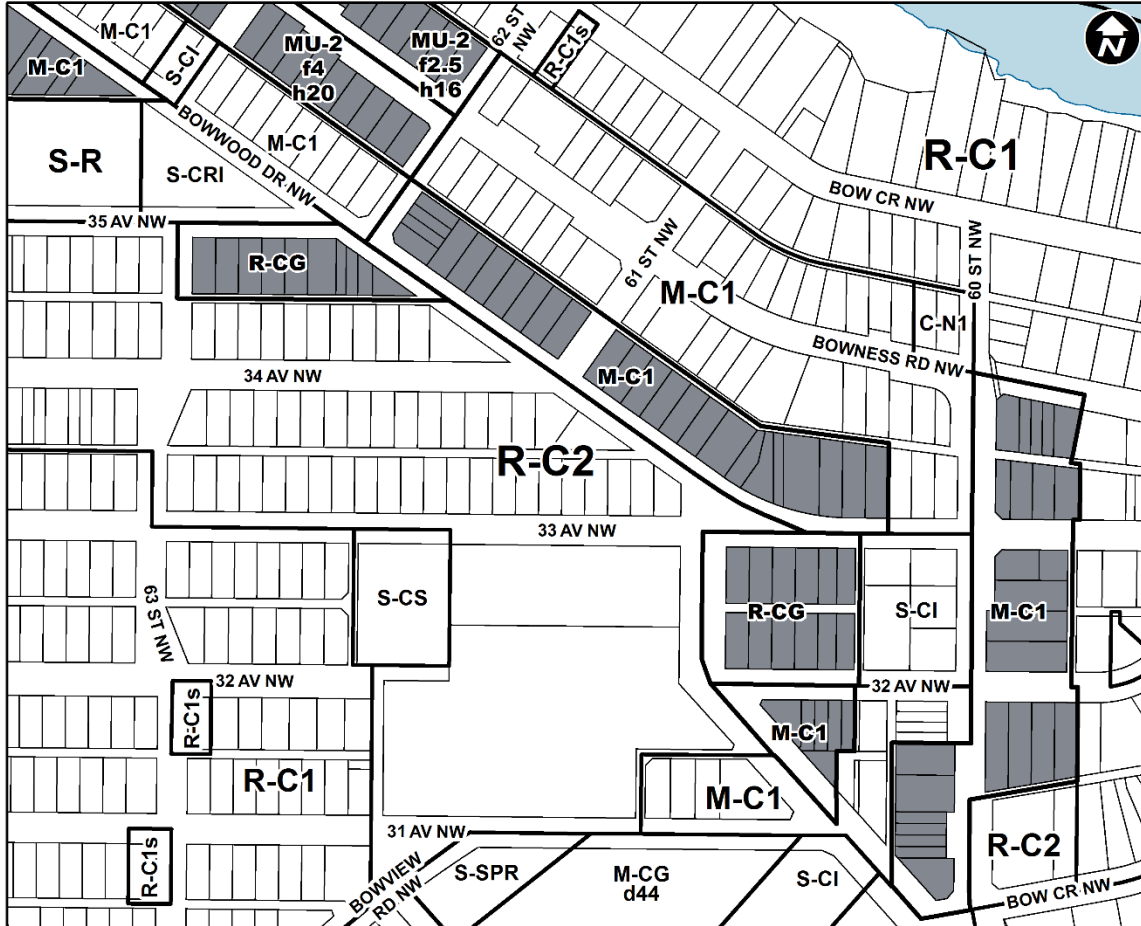 M-C1
S-CI
MU-2
f4
h20
MU-2
f2.5
h16
62 ST
NW
R-C1s
N
M-C1
M-C1
BOWWOOD DR NW
S-R
S-CRI
R-C1
BOW CR NW
35 AV NW
R-CG
61 ST NW
M-C1
60 ST NW
C-N1
BOWNESS RD NW
34 AV NW
M-C1
R-C2
33 AV NW
63 ST NW
S-CS
R-CG
S-CI
M-C1
32 AV NW
32 AV NW
R-C1s
M-C1
R-C1
M-C1
31 AV NW
R-C1s
BOWVIEW
RD NW
S-SPR
M-CG
d44
S-CI
R-C2
BOW CR NW